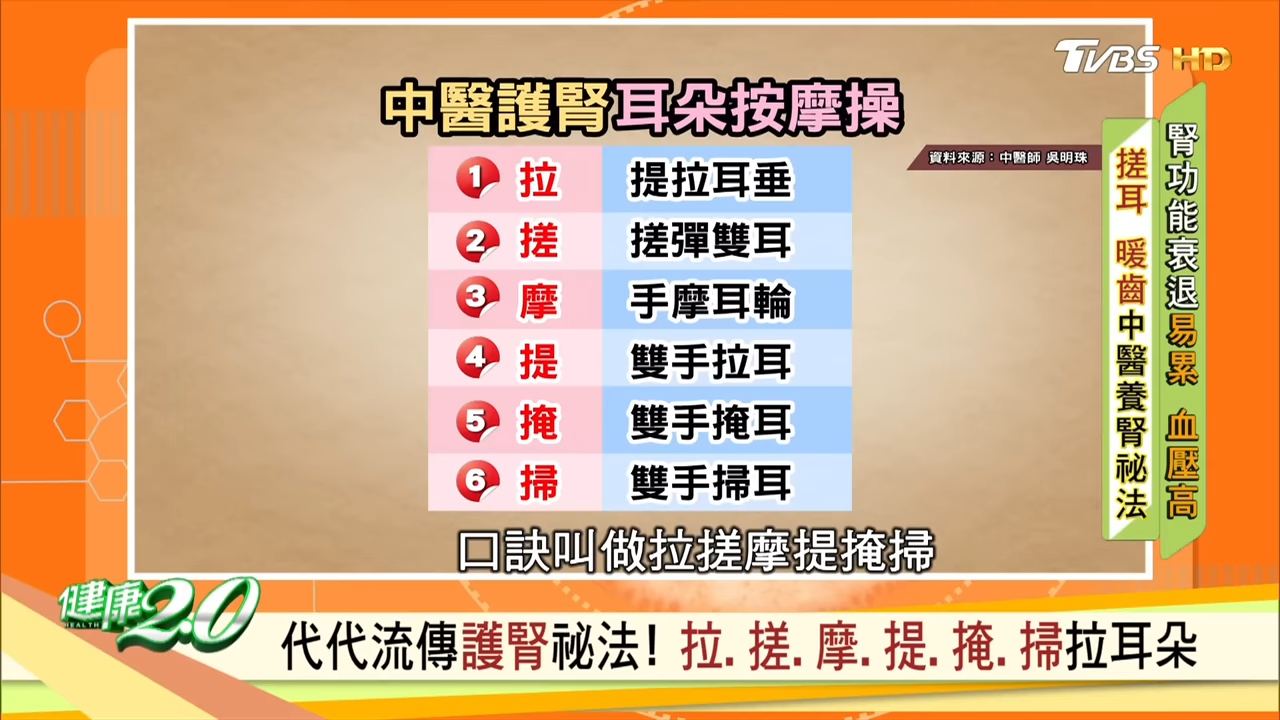 TVBS HD
中醫護腎耳朵按摩操
資料來源：中醫師 吳明珠
1 拉 提拉耳垂
2 搓 搓彈雙耳
3 摩 手摩耳輪
4 提 雙手拉耳
5 掩 雙手掩耳
6 掃 雙手掃耳
口訣叫做拉搓摩提掩掃
腎功能衰退易累 血壓高
搓耳 暖齒中醫養腎祕法
健康2.0
HEALTH
代代流傳護腎祕法! 拉.搓.摩.提.掩.掃拉耳朵